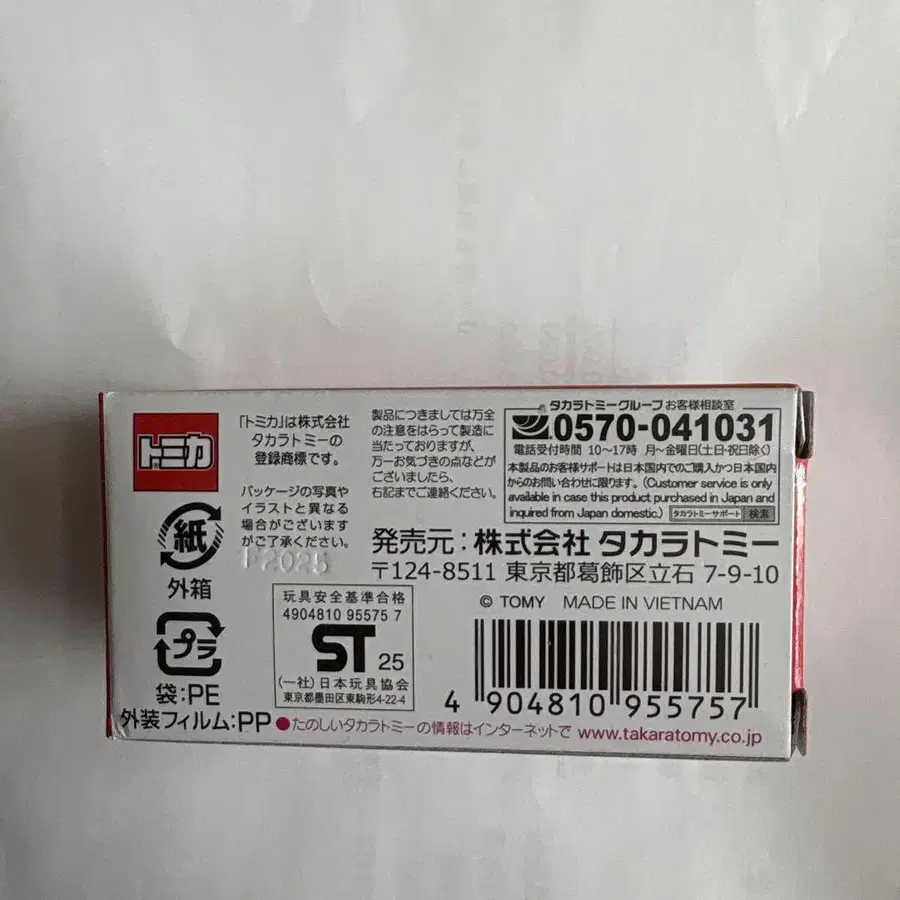 トミカ
「トミカ」は株式会社
タカラトミーの
登録商標です。
パッケージの写真や
イラストと異なる
場合がございます
がご了承ください。
P2025
製品につきましては万全
の注意をはらって製造に
当たっておりますが、
万一お気づきの点などが
ございましたら、
右記までご連絡ください。
タカラトミーグループ お客様相談室
0570-041031
電話受付時間 10〜17時 月〜金曜日(土日・祝日除く)
本製品のお客様サポートは日本国内でのご購入かつ日本国内
からのお問い合わせに限ります。(Customer service is only
available in case this product purchased in Japan and
inquired from Japan domestic.) タカラトミーサポート 検索
発売元:株式会社 タカラトミー
〒124-8511 東京都葛飾区立石 7-9-10
© TOMY MADE IN VIETNAM
紙
外箱
プラ
袋:PE
外装フィルム:PP
玩具安全基準合格
4904810 95575 7
ST 25
(一社)日本玩具協会
東京都墨田区東駒形4-22-4
4 904810 955757
●たのしいタカラトミーの情報はインターネットで www.takaratomy.co.jp